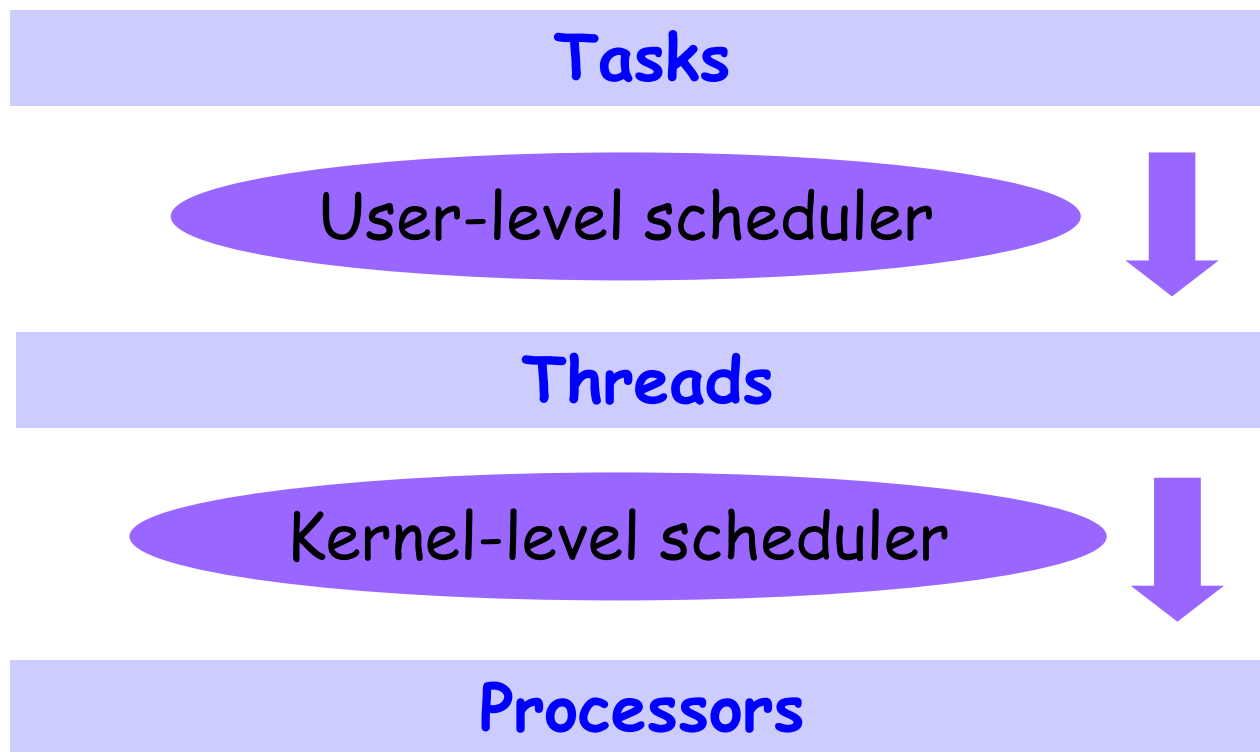 Tasks
User-level scheduler
Threads
Kernel-level scheduler
Processors